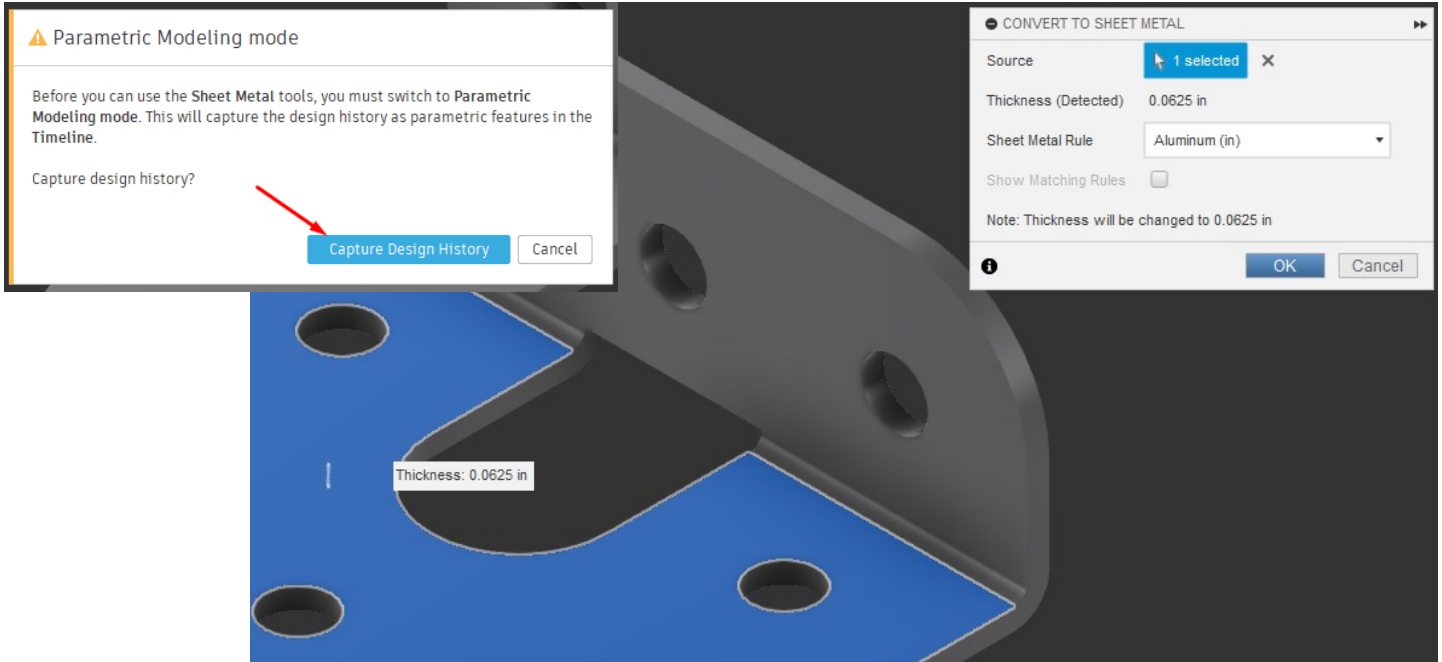 Parametric Modeling mode
Before you can use the Sheet Metal tools, you must switch to Parametric
Modeling mode. This will capture the design history as parametric features in the
Timeline.
Capture design history?
Capture Design History
Cancel
CONVERT TO SHEET METAL
Source
1 selected
Thickness (Detected)
0.0625 in
Sheet Metal Rule
Aluminum (in)
Show Matching Rules
Note: Thickness will be changed to 0.0625 in
OK
Cancel
Thickness: 0.0625 in